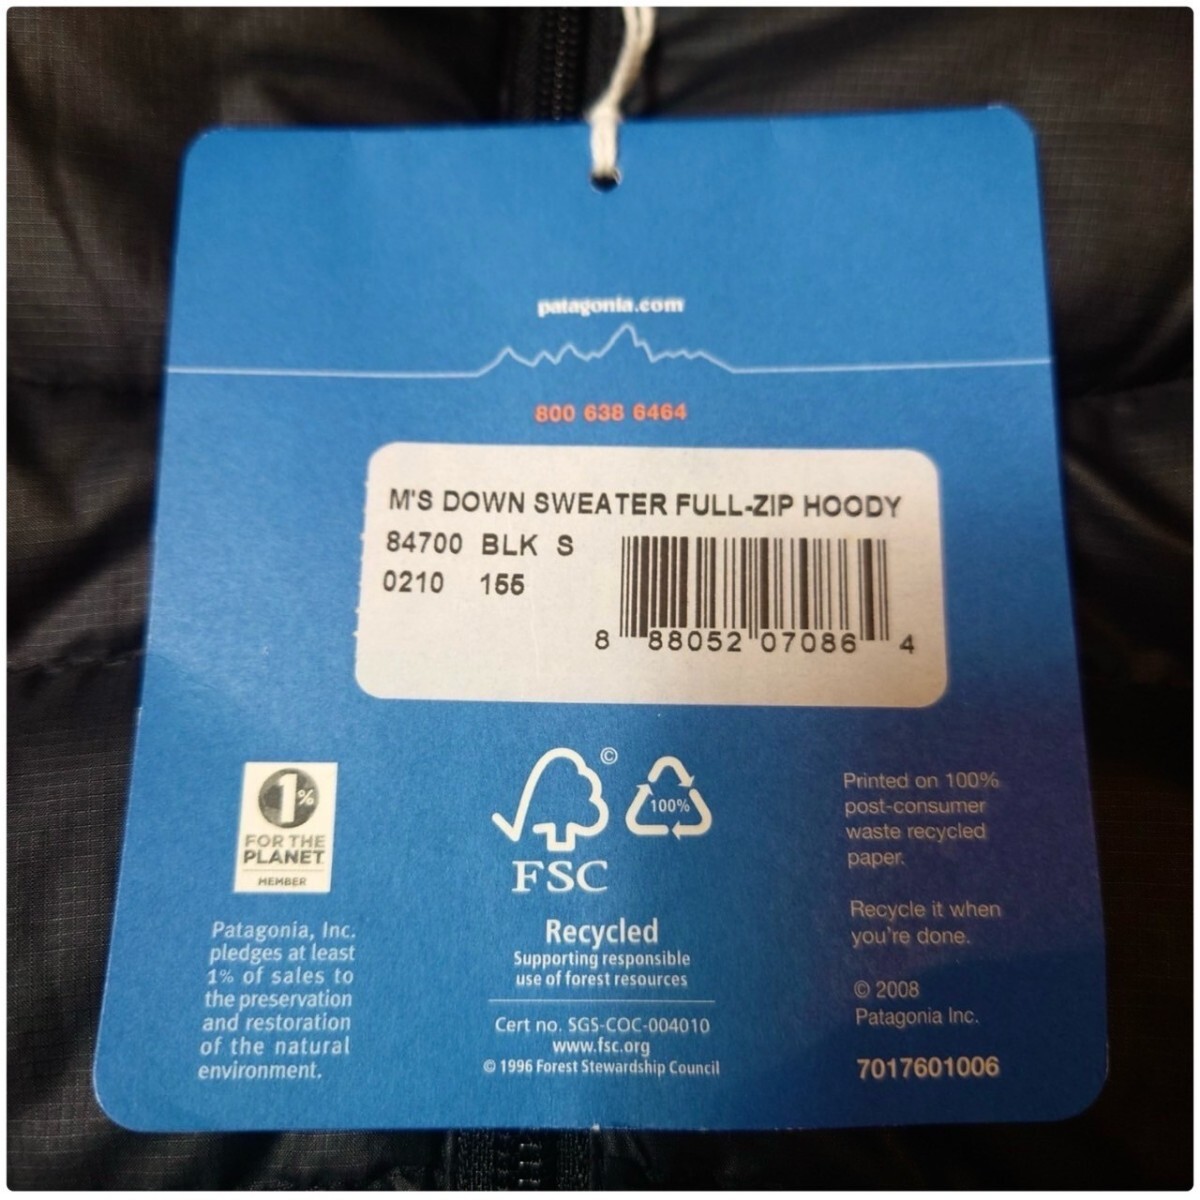 patagonia.com
800 638 6464
M'S DOWN SWEATER FULL-ZIP HOODY
84700 BLK S
0210 155
8 88052 07086 4
1%
FOR THE
PLANET
MEMBER
Patagonia, Inc.
pledges at least
1% of sales to
the preservation
and restoration
of the natural
environment.
©
100%
FSC
Recycled
Supporting responsible
use of forest resources
Cert no. SGS-COC-004010
www.fsc.org
© 1996 Forest Stewardship Council
Printed on 100%
post-consumer
waste recycled
paper.
Recycle it when
you're done.
© 2008
Patagonia Inc.
7017601006